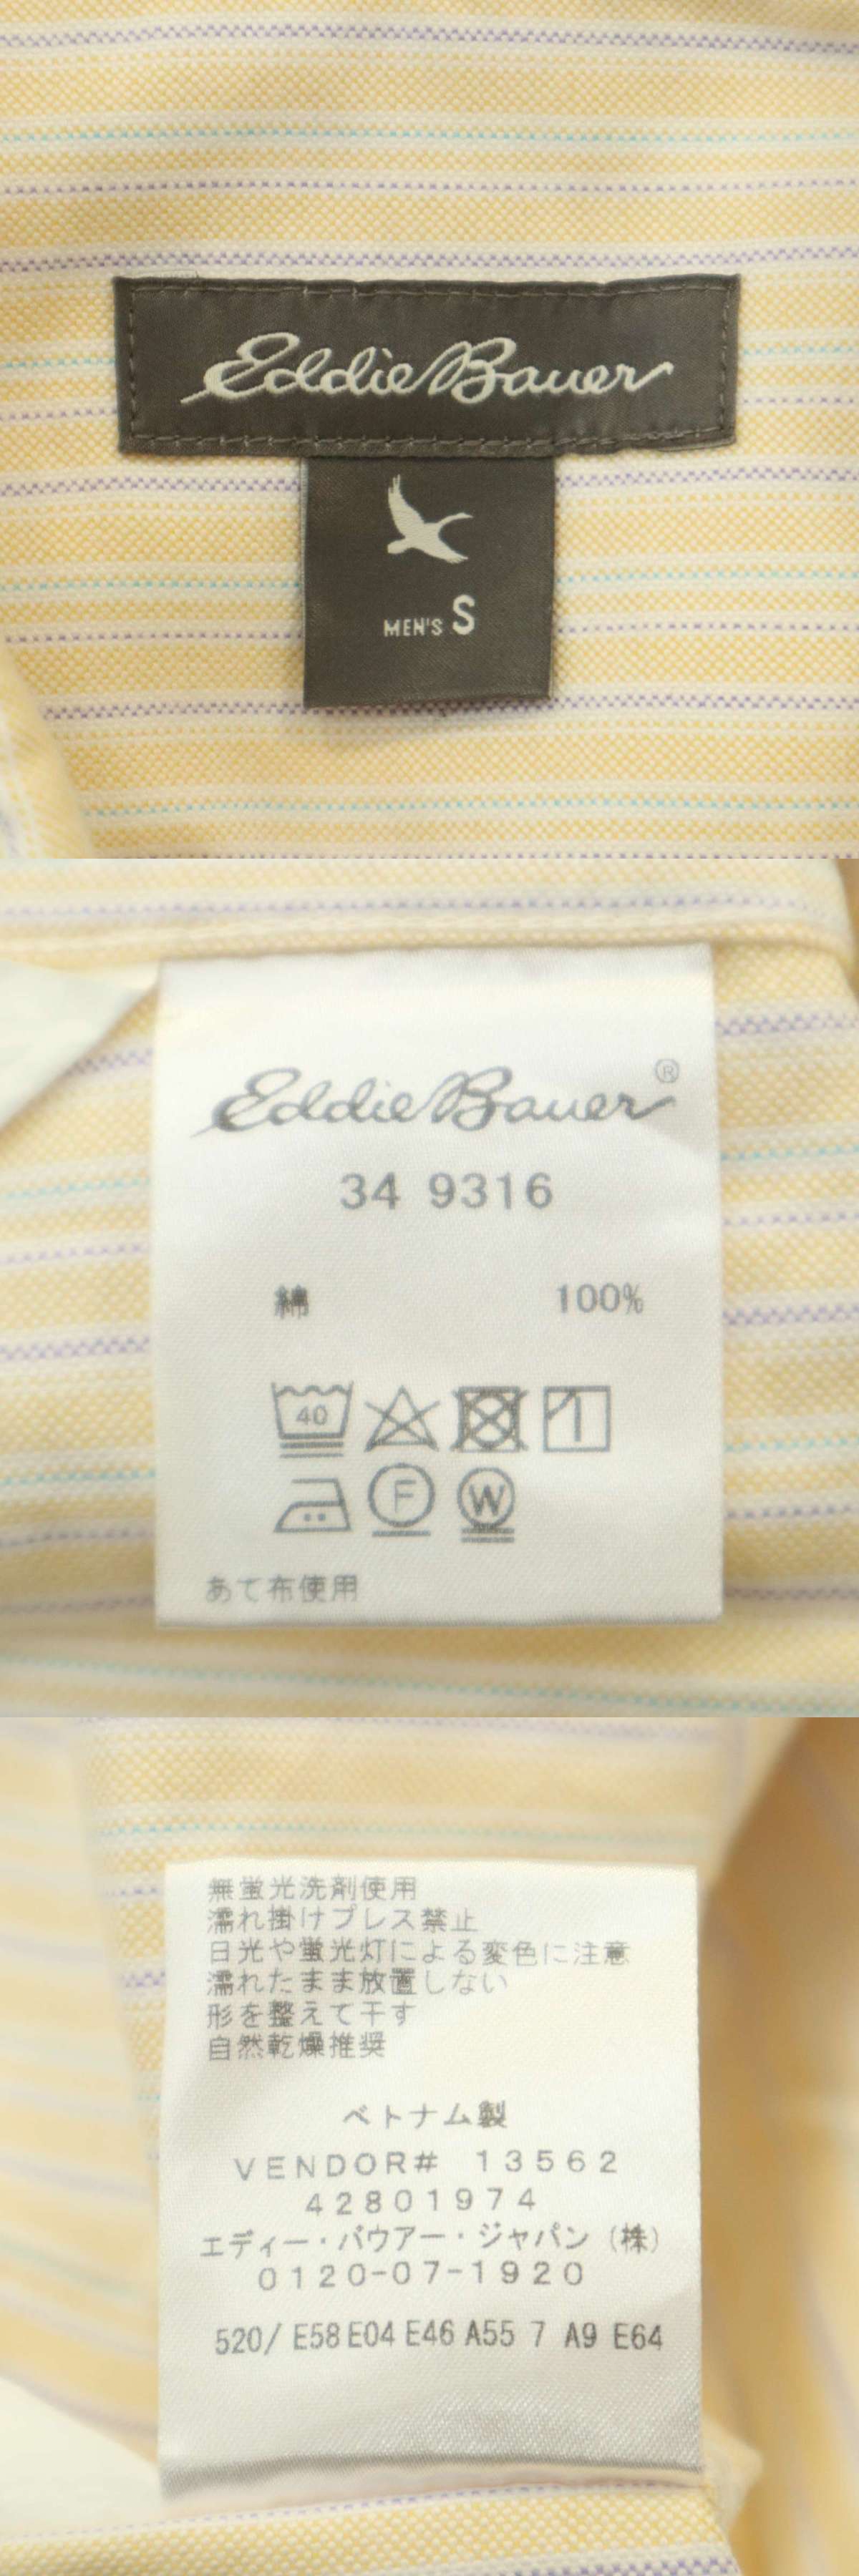 Eddie Bauer
MEN'S S
Eddie Bauer®
34 9316
綿 100%
40
F W
あて布使用
無蛍光洗剤使用
濡れ掛けプレス禁止
日光や蛍光灯による変色に注意
濡れたまま放置しない
形を整えて干す
自然乾燥推奨
ベトナム製
VENDOR# 13562
42801974
エディー・バウアー・ジャパン（株）
0120-07-1920
520/ E58 E04 E46 A55 7 A9 E64